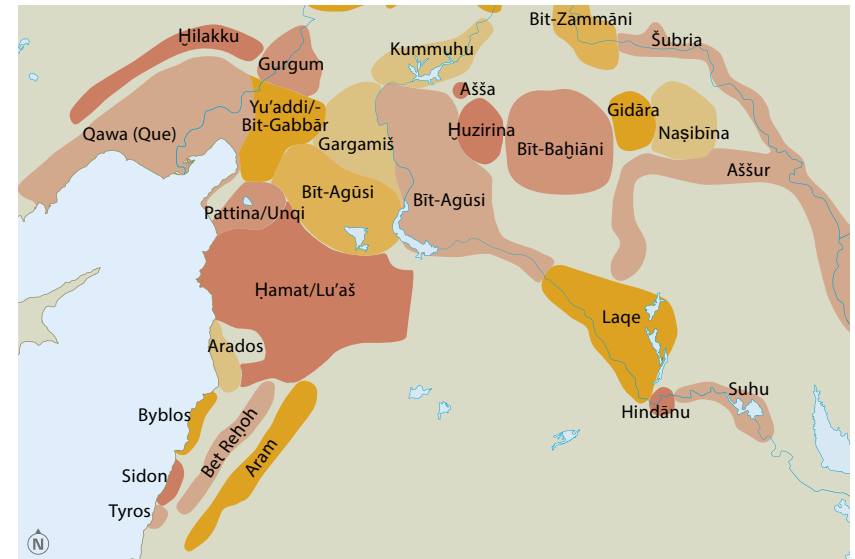 Bit-Zammāni
Ḫilakku
Šubria
Kummuhu
Gurgum
Ašša
Yu'addi/-
Bit-Gabbār
Gidāra
Qawa (Que)
Ḫuzirina
Naṣibīna
Gargamiš
Bīt-Baḫiāni
Aššur
Bīt-Agūsi
Bīt-Agūsi
Pattina/Unqi
Ḥamat/Lu'aš
Laqe
Arados
Suhu
Hindānu
Byblos
Bet Reḥoh
Aram
Sidon
Tyros
N